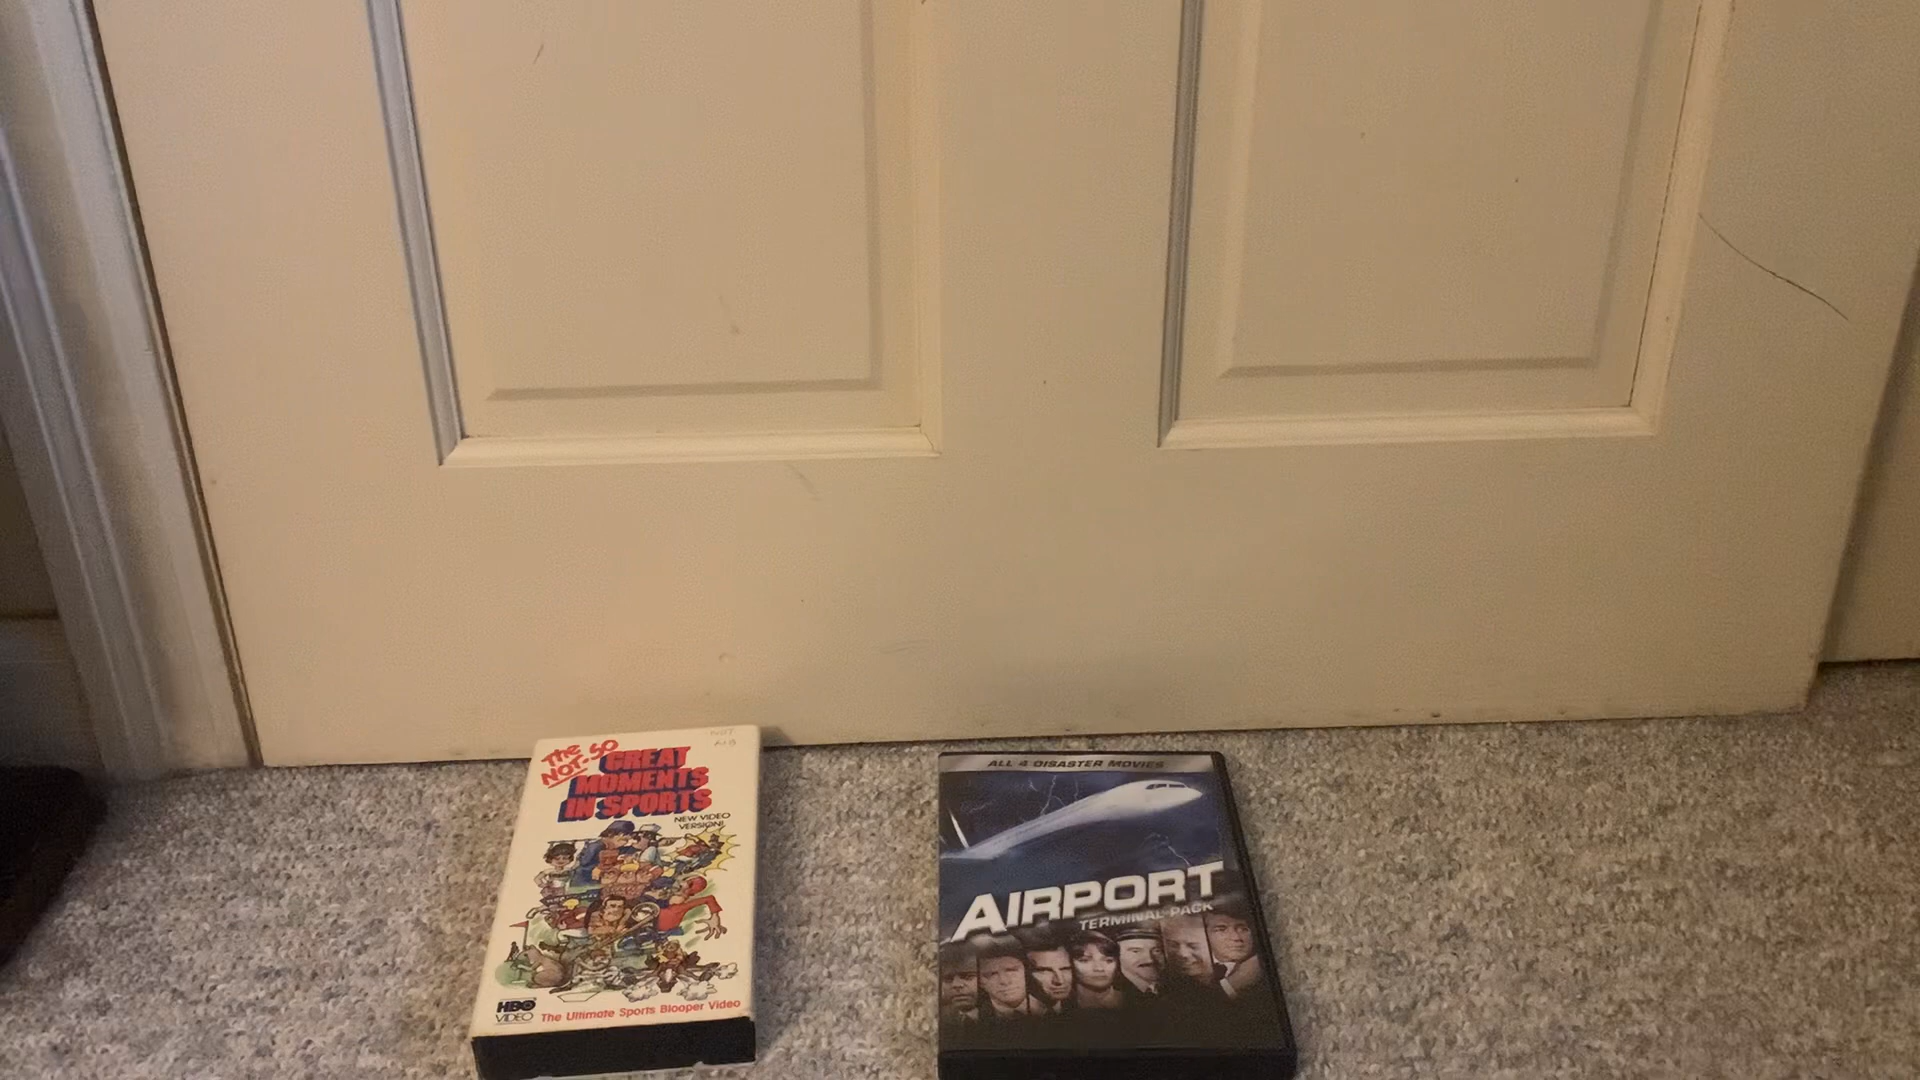 The
NOT-SO
GREAT
MOMENTS
IN SPORTS
NEW VIDEO
VERSION!
HBO
VIDEO
The Ultimate Sports Blooper Video
ALL 4 DISASTER MOVIES
AIRPORT
TERMINAL PACK